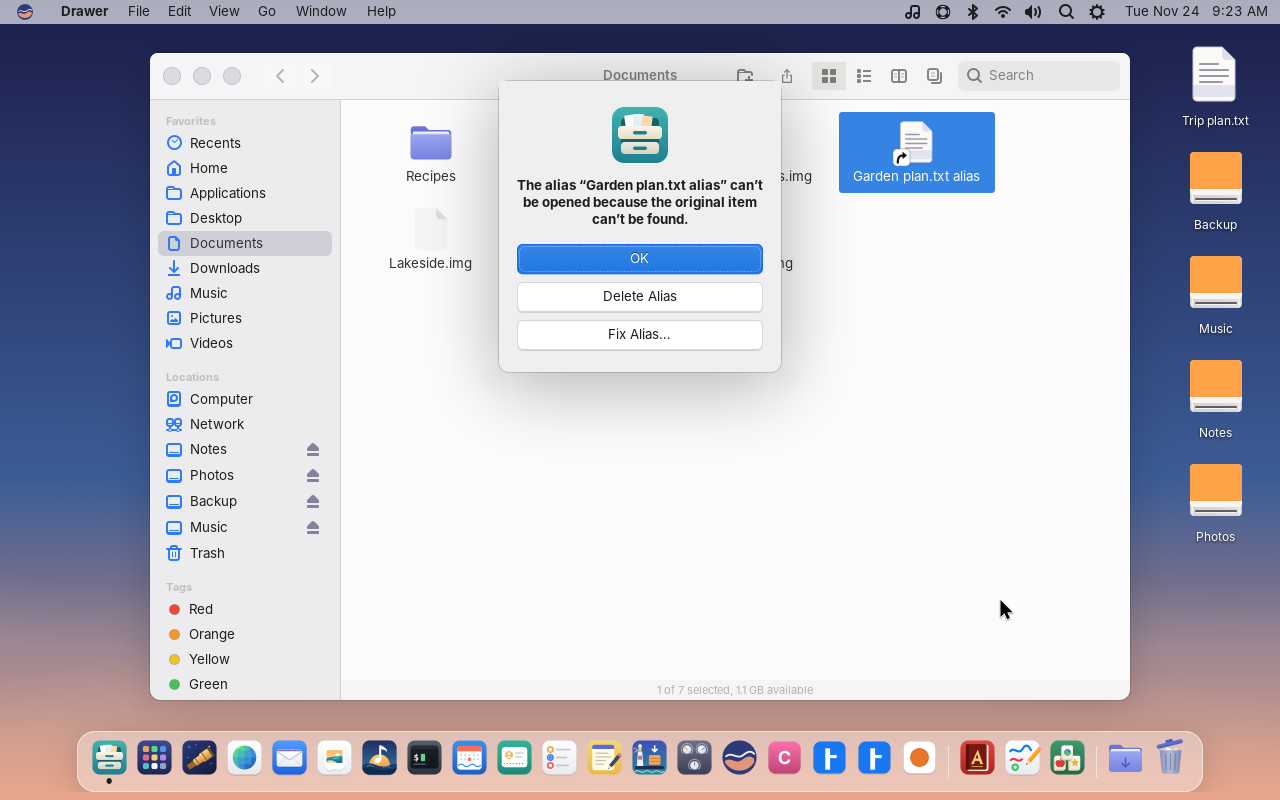 Drawer File Edit View Go Window Help Tue Nov 24 9:23 AM
Documents
Search
Favorites
Recents
Home
Applications
Desktop
Documents
Downloads
Music
Pictures
Videos
Locations
Computer
Network
Notes
Photos
Backup
Music
Trash
Tags
Red
Orange
Yellow
Green
Recipes
s.img
Garden plan.txt alias
Lakeside.img
ng
The alias “Garden plan.txt alias” can’t
be opened because the original item
can’t be found.
OK
Delete Alias
Fix Alias...
1 of 7 selected, 1.1 GB available
Trip plan.txt
Backup
Music
Notes
Photos
$
C
A